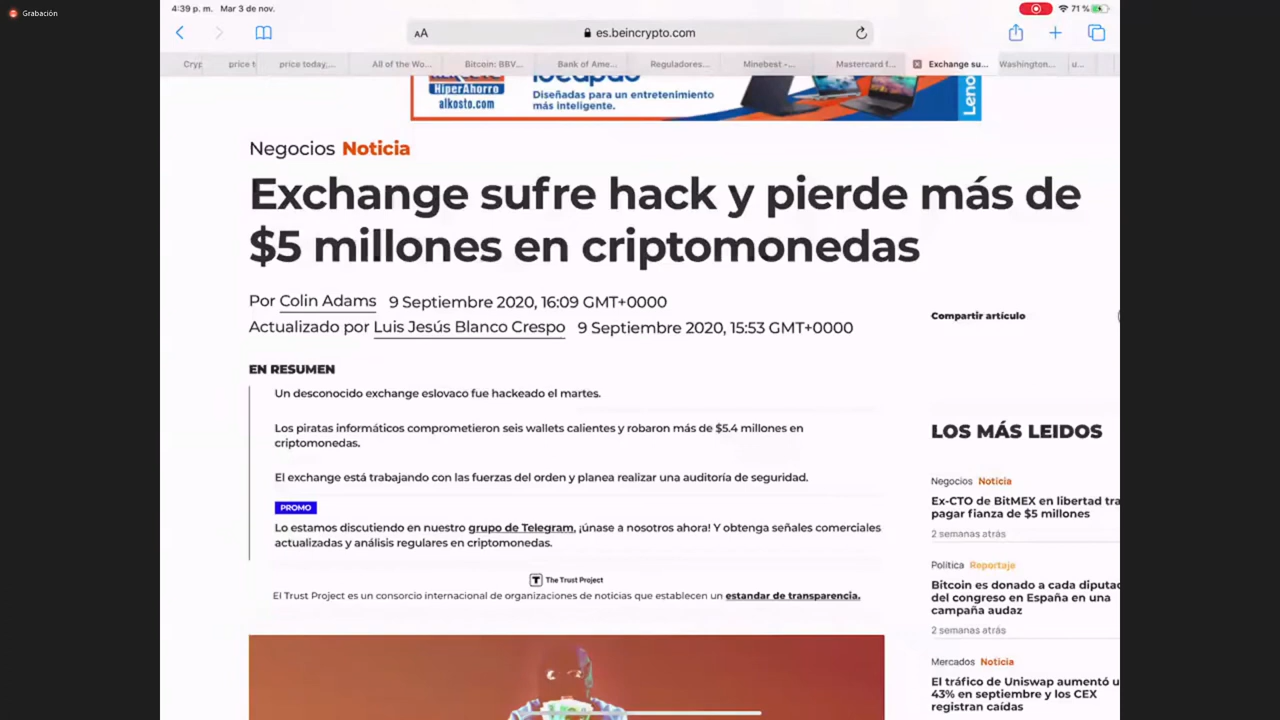 Grabación
4:39 p. m. Mar 3 de nov.
71 %
AA
es.beincrypto.com
Cryp
price t
price today,...
All of the Wo...
Bitcoin: BBV...
Bank of Ame...
Reguladores...
Minebest -...
Mastercard f...
Exchange su...
Washington...
u...
HiperAhorro
alkosto.com
Diseñadas para un entretenimiento
más inteligente.
Leno
Negocios Noticia
Exchange sufre hack y pierde más de
$5 millones en criptomonedas
Por Colin Adams 9 Septiembre 2020, 16:09 GMT+0000
Actualizado por Luis Jesús Blanco Crespo 9 Septiembre 2020, 15:53 GMT+0000
Compartir artículo
EN RESUMEN
Un desconocido exchange eslovaco fue hackeado el martes.
Los piratas informáticos comprometieron seis wallets calientes y robaron más de $5.4 millones en
criptomonedas.
El exchange está trabajando con las fuerzas del orden y planea realizar una auditoría de seguridad.
PROMO
Lo estamos discutiendo en nuestro grupo de Telegram, ¡únase a nosotros ahora! Y obtenga señales comerciales
actualizadas y análisis regulares en criptomonedas.
T The Trust Project
El Trust Project es un consorcio internacional de organizaciones de noticias que establecen un estandar de transparencia.
LOS MÁS LEIDOS
Negocios Noticia
Ex-CTO de BitMEX en libertad tra
pagar fianza de $5 millones
2 semanas atrás
Política Reportaje
Bitcoin es donado a cada diputac
del congreso en España en una
campaña audaz
2 semanas atrás
Mercados Noticia
El tráfico de Uniswap aumentó u
43% en septiembre y los CEX
registran caídas